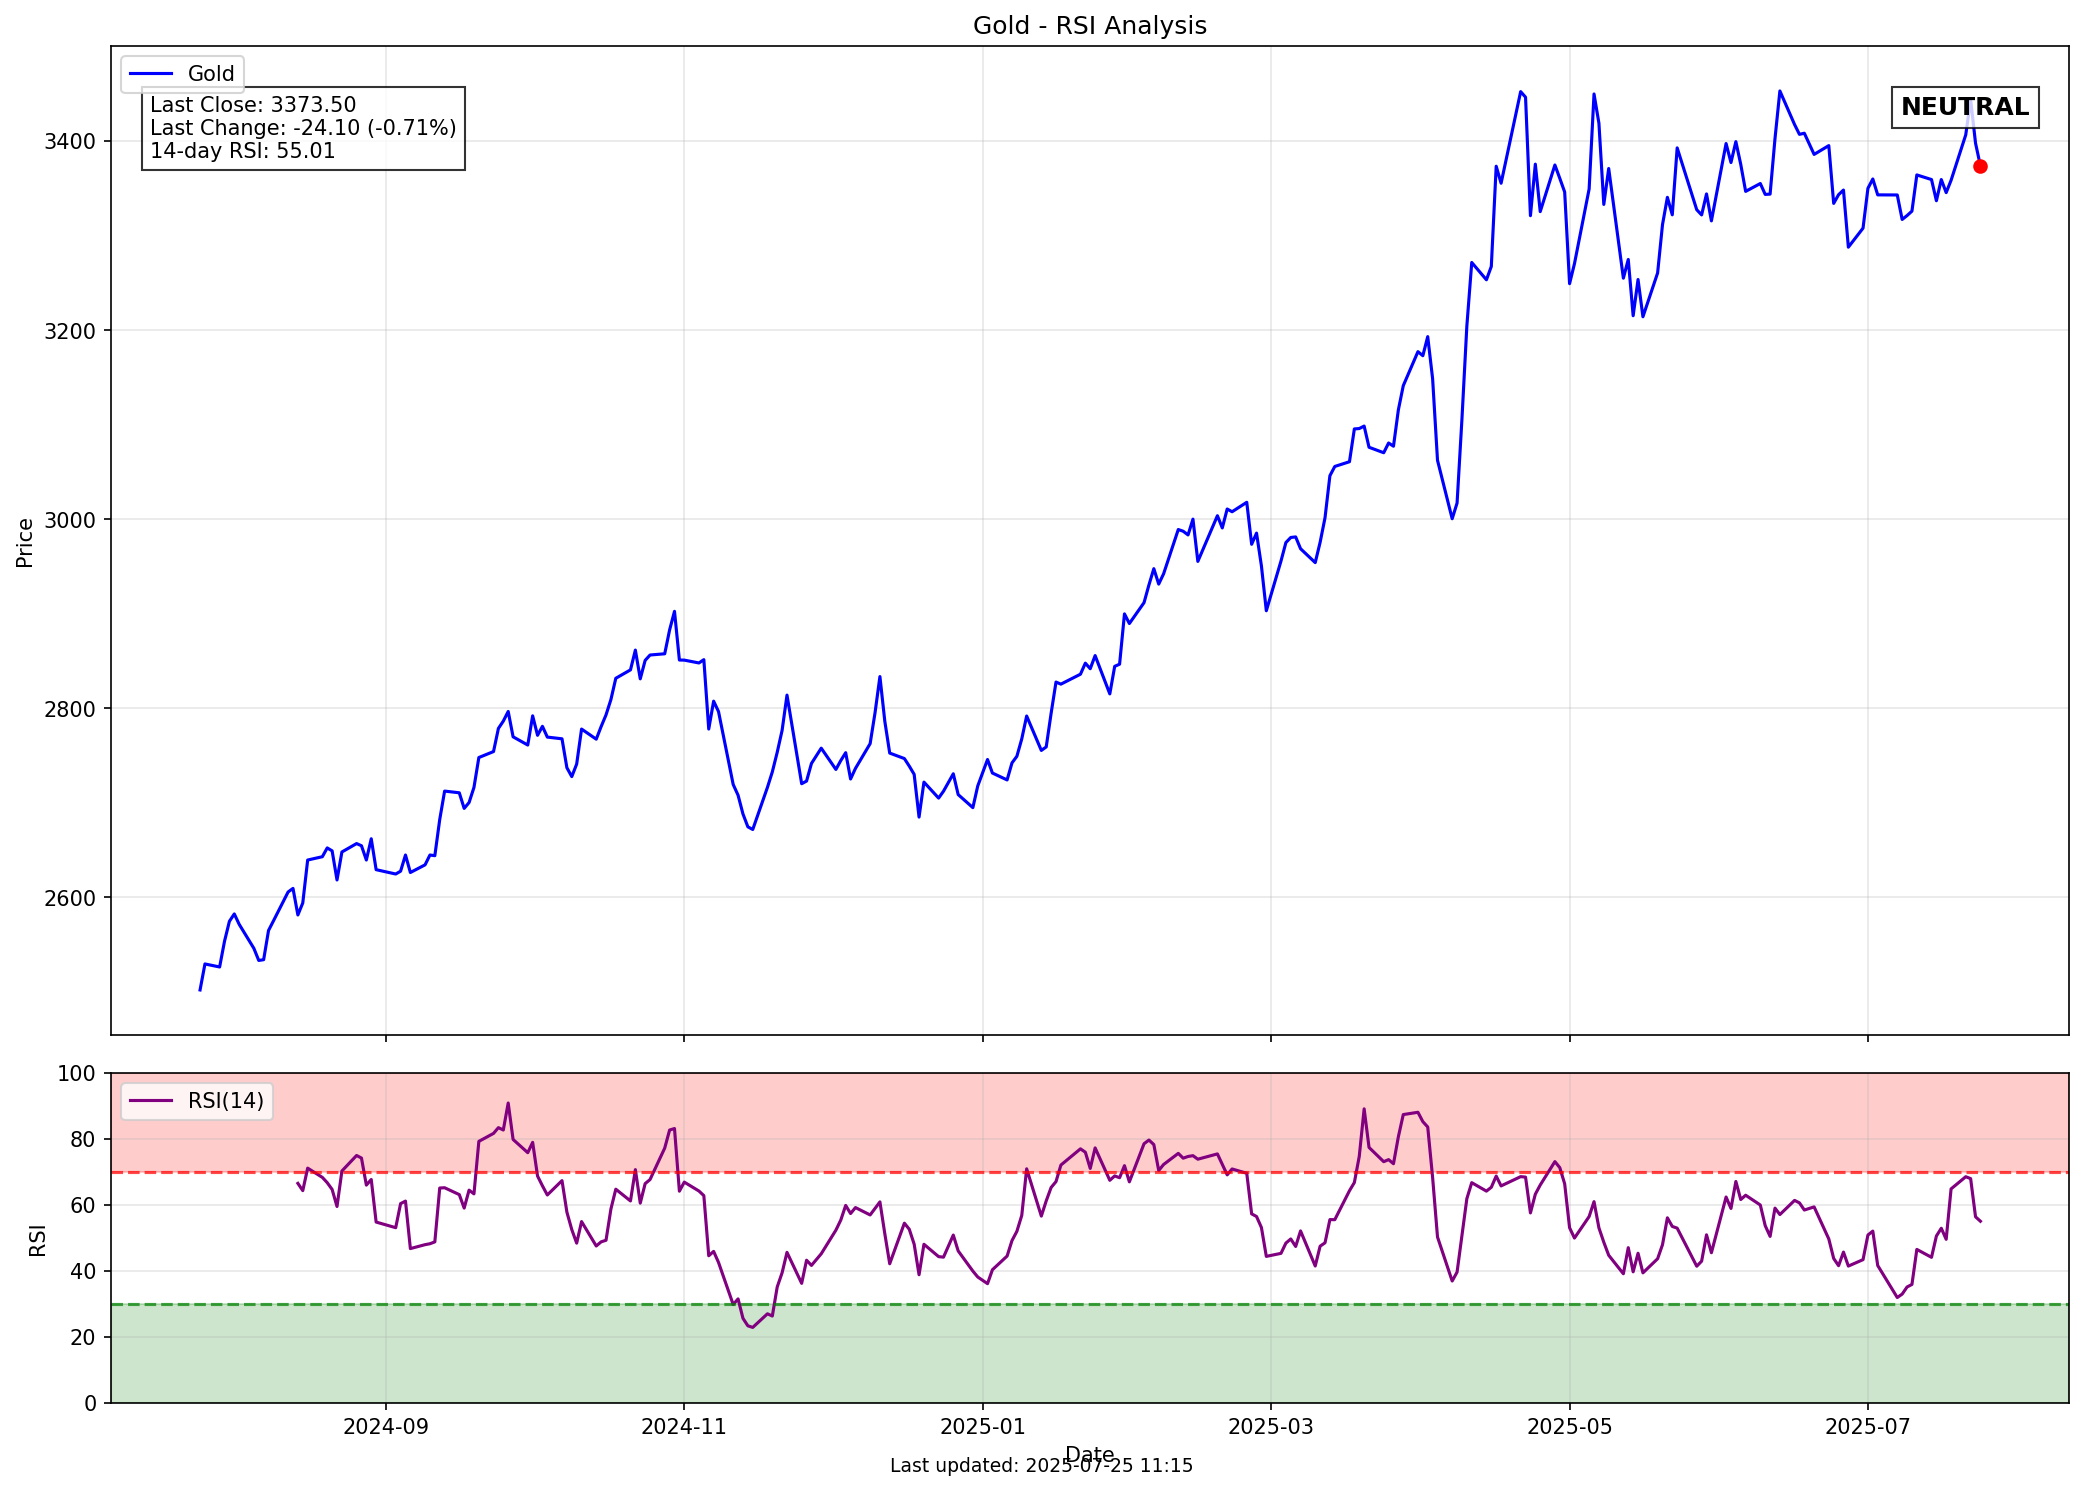 Gold - RSI Analysis
Gold
Last Close: 3373.50
Last Change: -24.10 (-0.71%)
14-day RSI: 55.01
NEUTRAL
Price
3400
3200
3000
2800
2600
RSI(14)
RSI
100
80
60
40
20
0
2024-09
2024-11
2025-01
2025-03
2025-05
2025-07
Date
Last updated: 2025-07-25 11:15